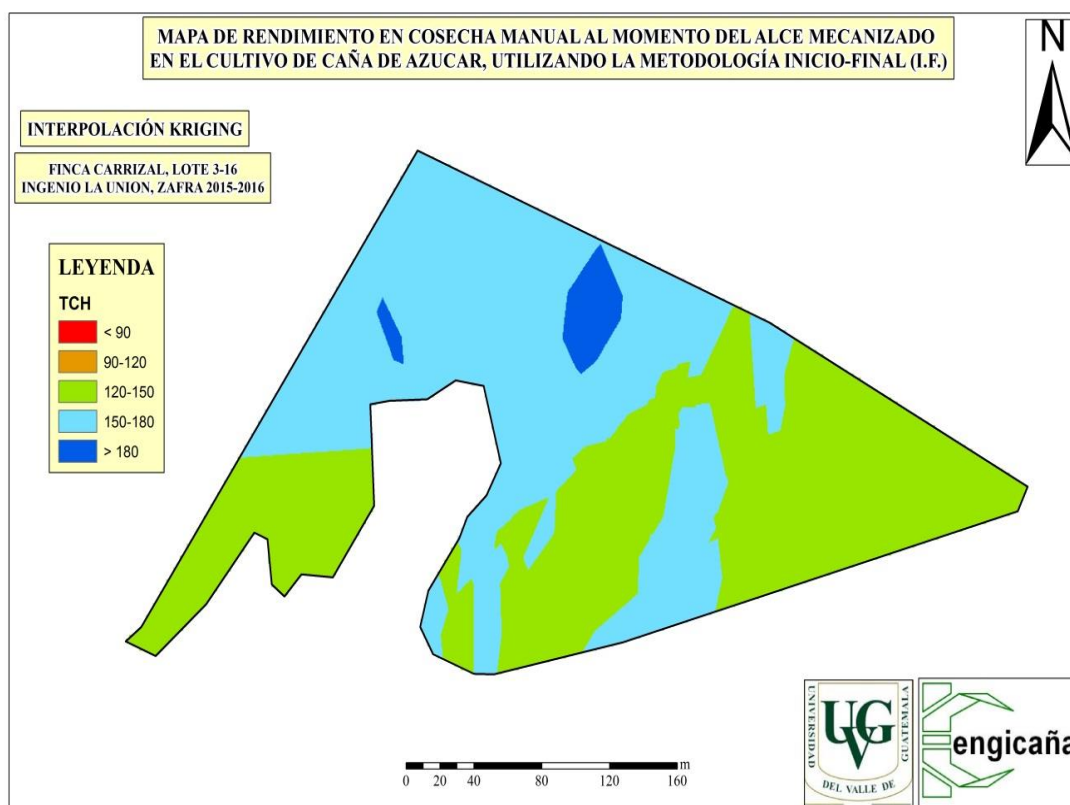 MAPA DE RENDIMIENTO EN COSECHA MANUAL AL MOMENTO DEL ALCE MECANIZADO
EN EL CULTIVO DE CAÑA DE AZUCAR, UTILIZANDO LA METODOLOGÍA INICIO-FINAL (I.F.)
N
INTERPOLACIÓN KRIGING
FINCA CARRIZAL, LOTE 3-16
INGENIO LA UNION, ZAFRA 2015-2016
LEYENDA
TCH
< 90
90-120
120-150
150-180
> 180
m
0 20 40 80 120 160
UNIVERSIDAD
UVG
DEL VALLE DE
GUATEMALA
engicaña